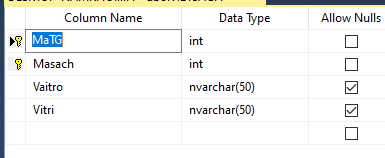 Column Name Data Type Allow Nulls
MaTG int
Masach int
Vaitro nvarchar(50)
Vitri nvarchar(50)